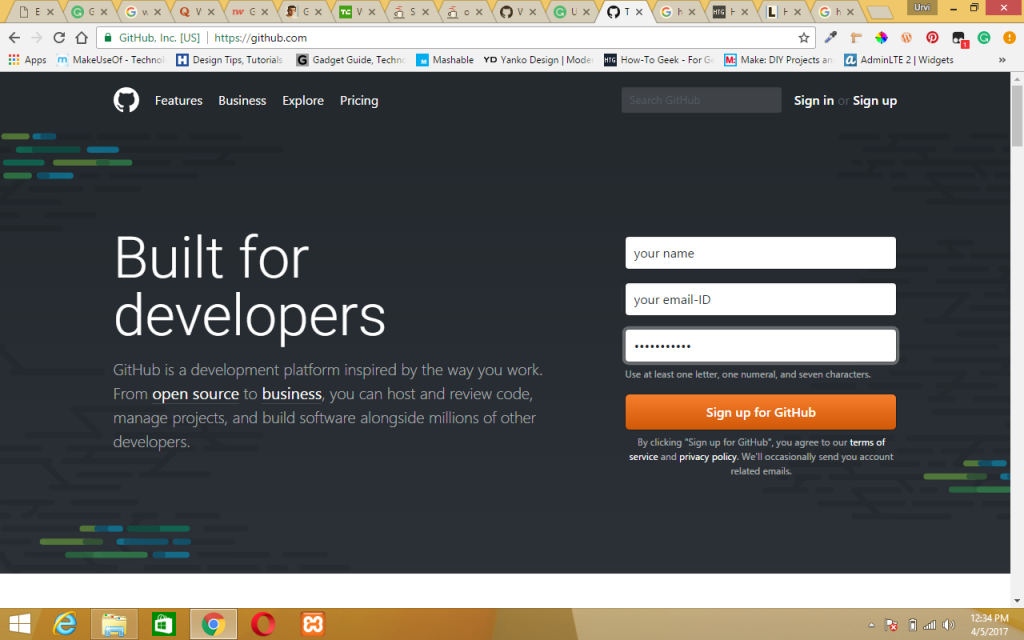 Urvi
GitHub, Inc. [US] https://github.com
Apps MakeUseOf - Techno Design Tips, Tutorials Gadget Guide, Techno Mashable YD Yanko Design | Mode HTG How-To Geek - For G M: Make: DIY Projects an AdminLTE 2 | Widgets »
Features Business Explore Pricing Search GitHub Sign in or Sign up
Built for
developers
GitHub is a development platform inspired by the way you work.
From open source to business, you can host and review code,
manage projects, and build software alongside millions of other
developers.
your name
your email-ID
•••••••••••
Use at least one letter, one numeral, and seven characters.
Sign up for GitHub
By clicking "Sign up for GitHub", you agree to our terms of
service and privacy policy. We'll occasionally send you account
related emails.
12:34 PM
4/5/2017